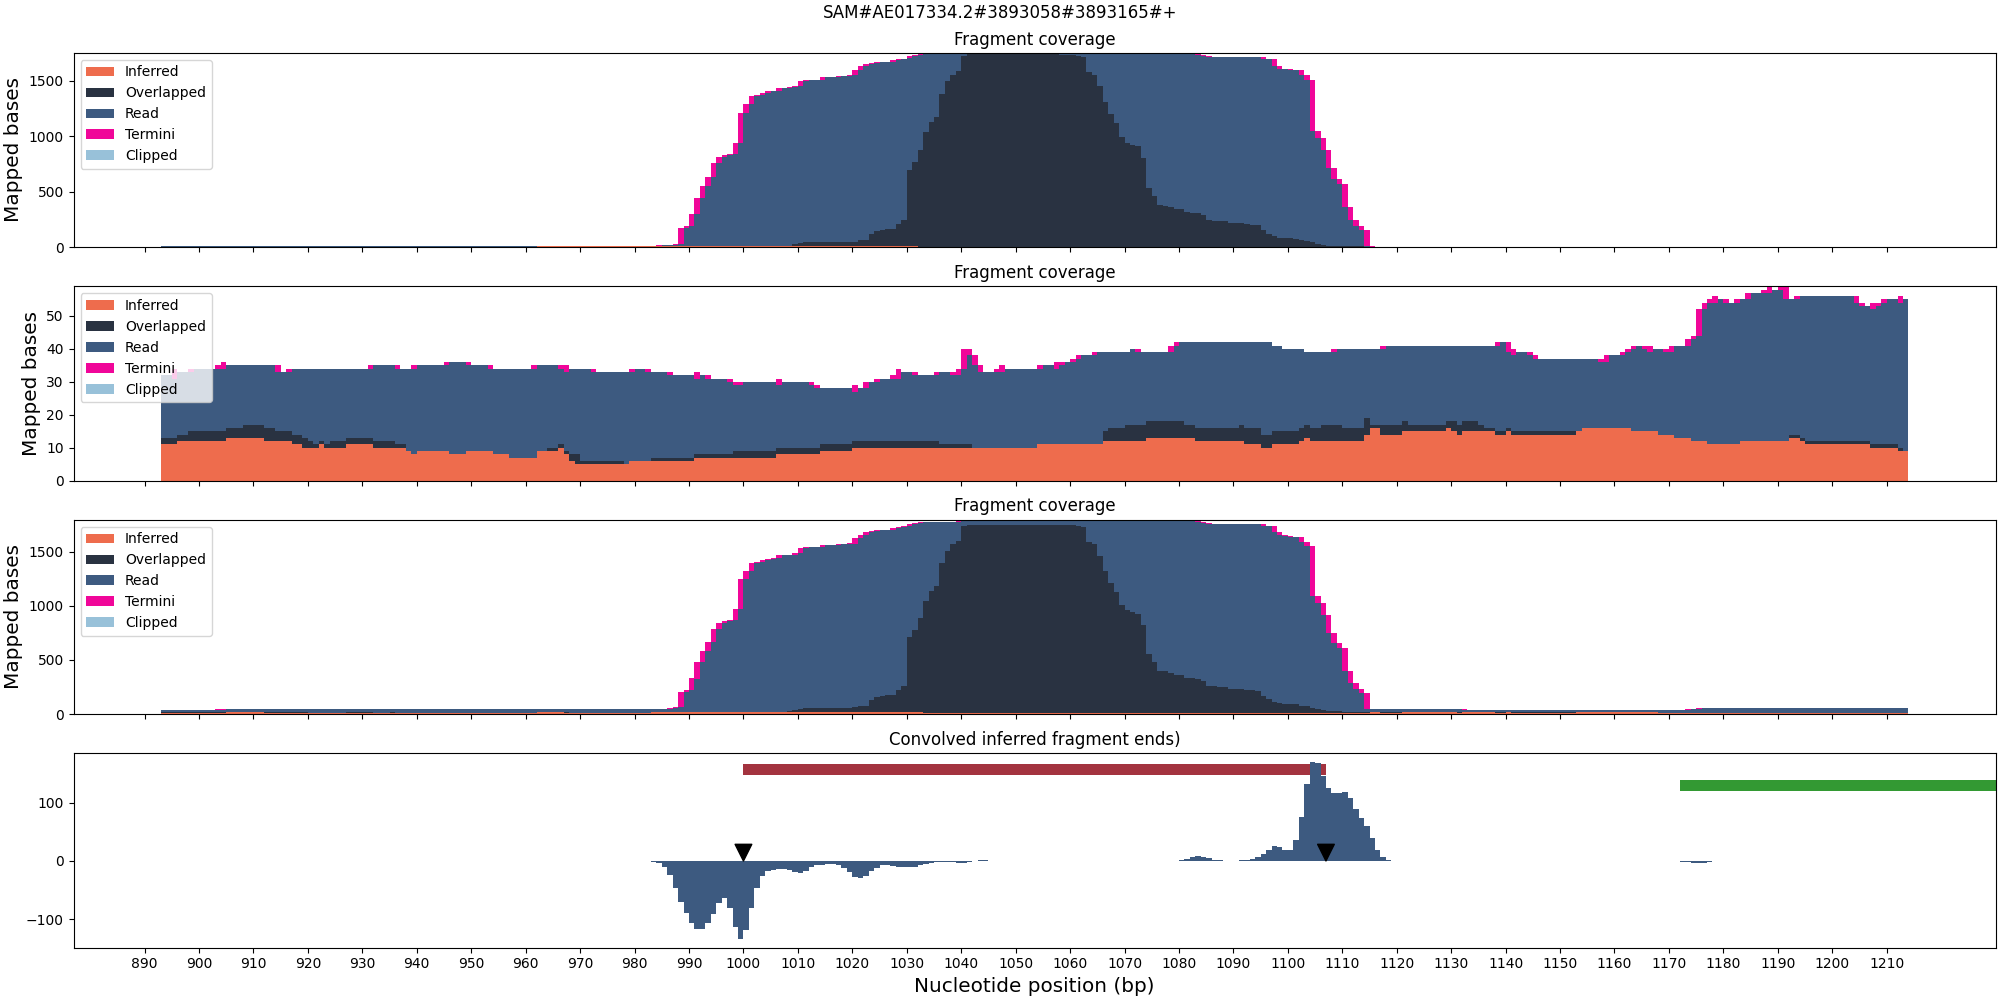 SAM#AE017334.2#3893058#3893165#+
Fragment coverage
Mapped bases
1500
1000
500
0
Inferred
Overlapped
Read
Termini
Clipped
Fragment coverage
Mapped bases
50
40
30
20
10
0
Inferred
Overlapped
Read
Termini
Clipped
Fragment coverage
Mapped bases
1500
1000
500
0
Inferred
Overlapped
Read
Termini
Clipped
Convolved inferred fragment ends)
100
0
−100
890 900 910 920 930 940 950 960 970 980 990 1000 1010 1020 1030 1040 1050 1060 1070 1080 1090 1100 1110 1120 1130 1140 1150 1160 1170 1180 1190 1200 1210
Nucleotide position (bp)